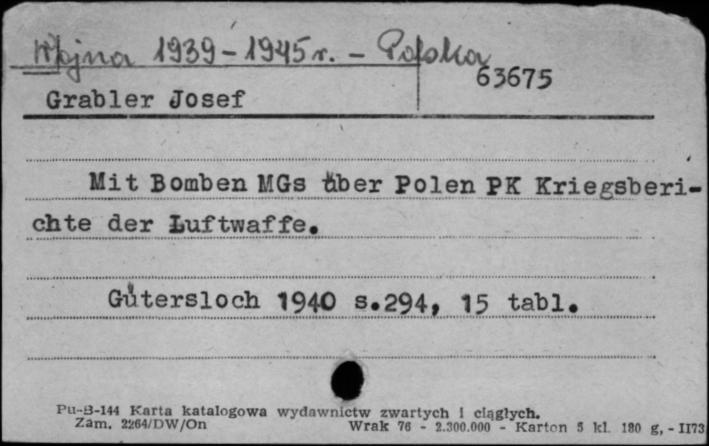 Wojna 1939-1945r. - Polska
63675
Grabler Josef
Mit Bomben MGs über Polen PK Kriegsberi-
chte der Luftwaffe.
Gütersloch 1940 s.294, 15 tabl.
Pu-B-144 Karta katalogowa wydawnictw zwartych i ciągłych.
Zam. 2264/DW/On Wrak 76 - 2.300.000 - Karton 5 kl. 180 g, - II73